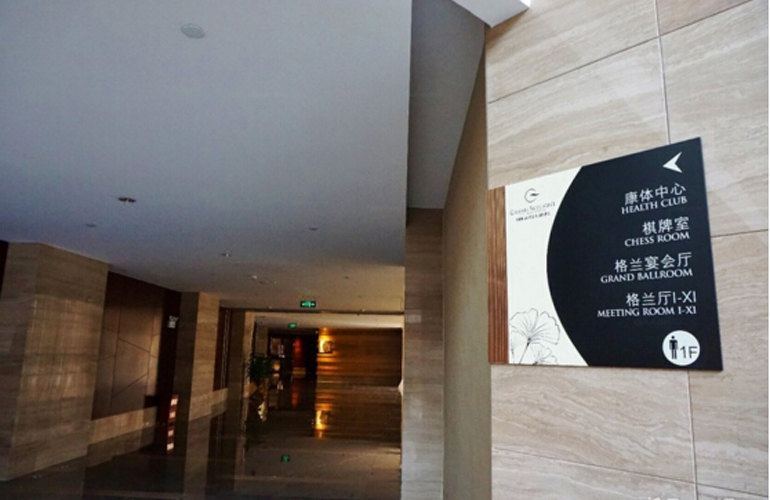 康体中心
HEALTH CLUB
棋牌室
CHESS ROOM
格兰宴会厅
GRAND BALLROOM
格兰厅I-XI
MEETING ROOM I-XI
1F